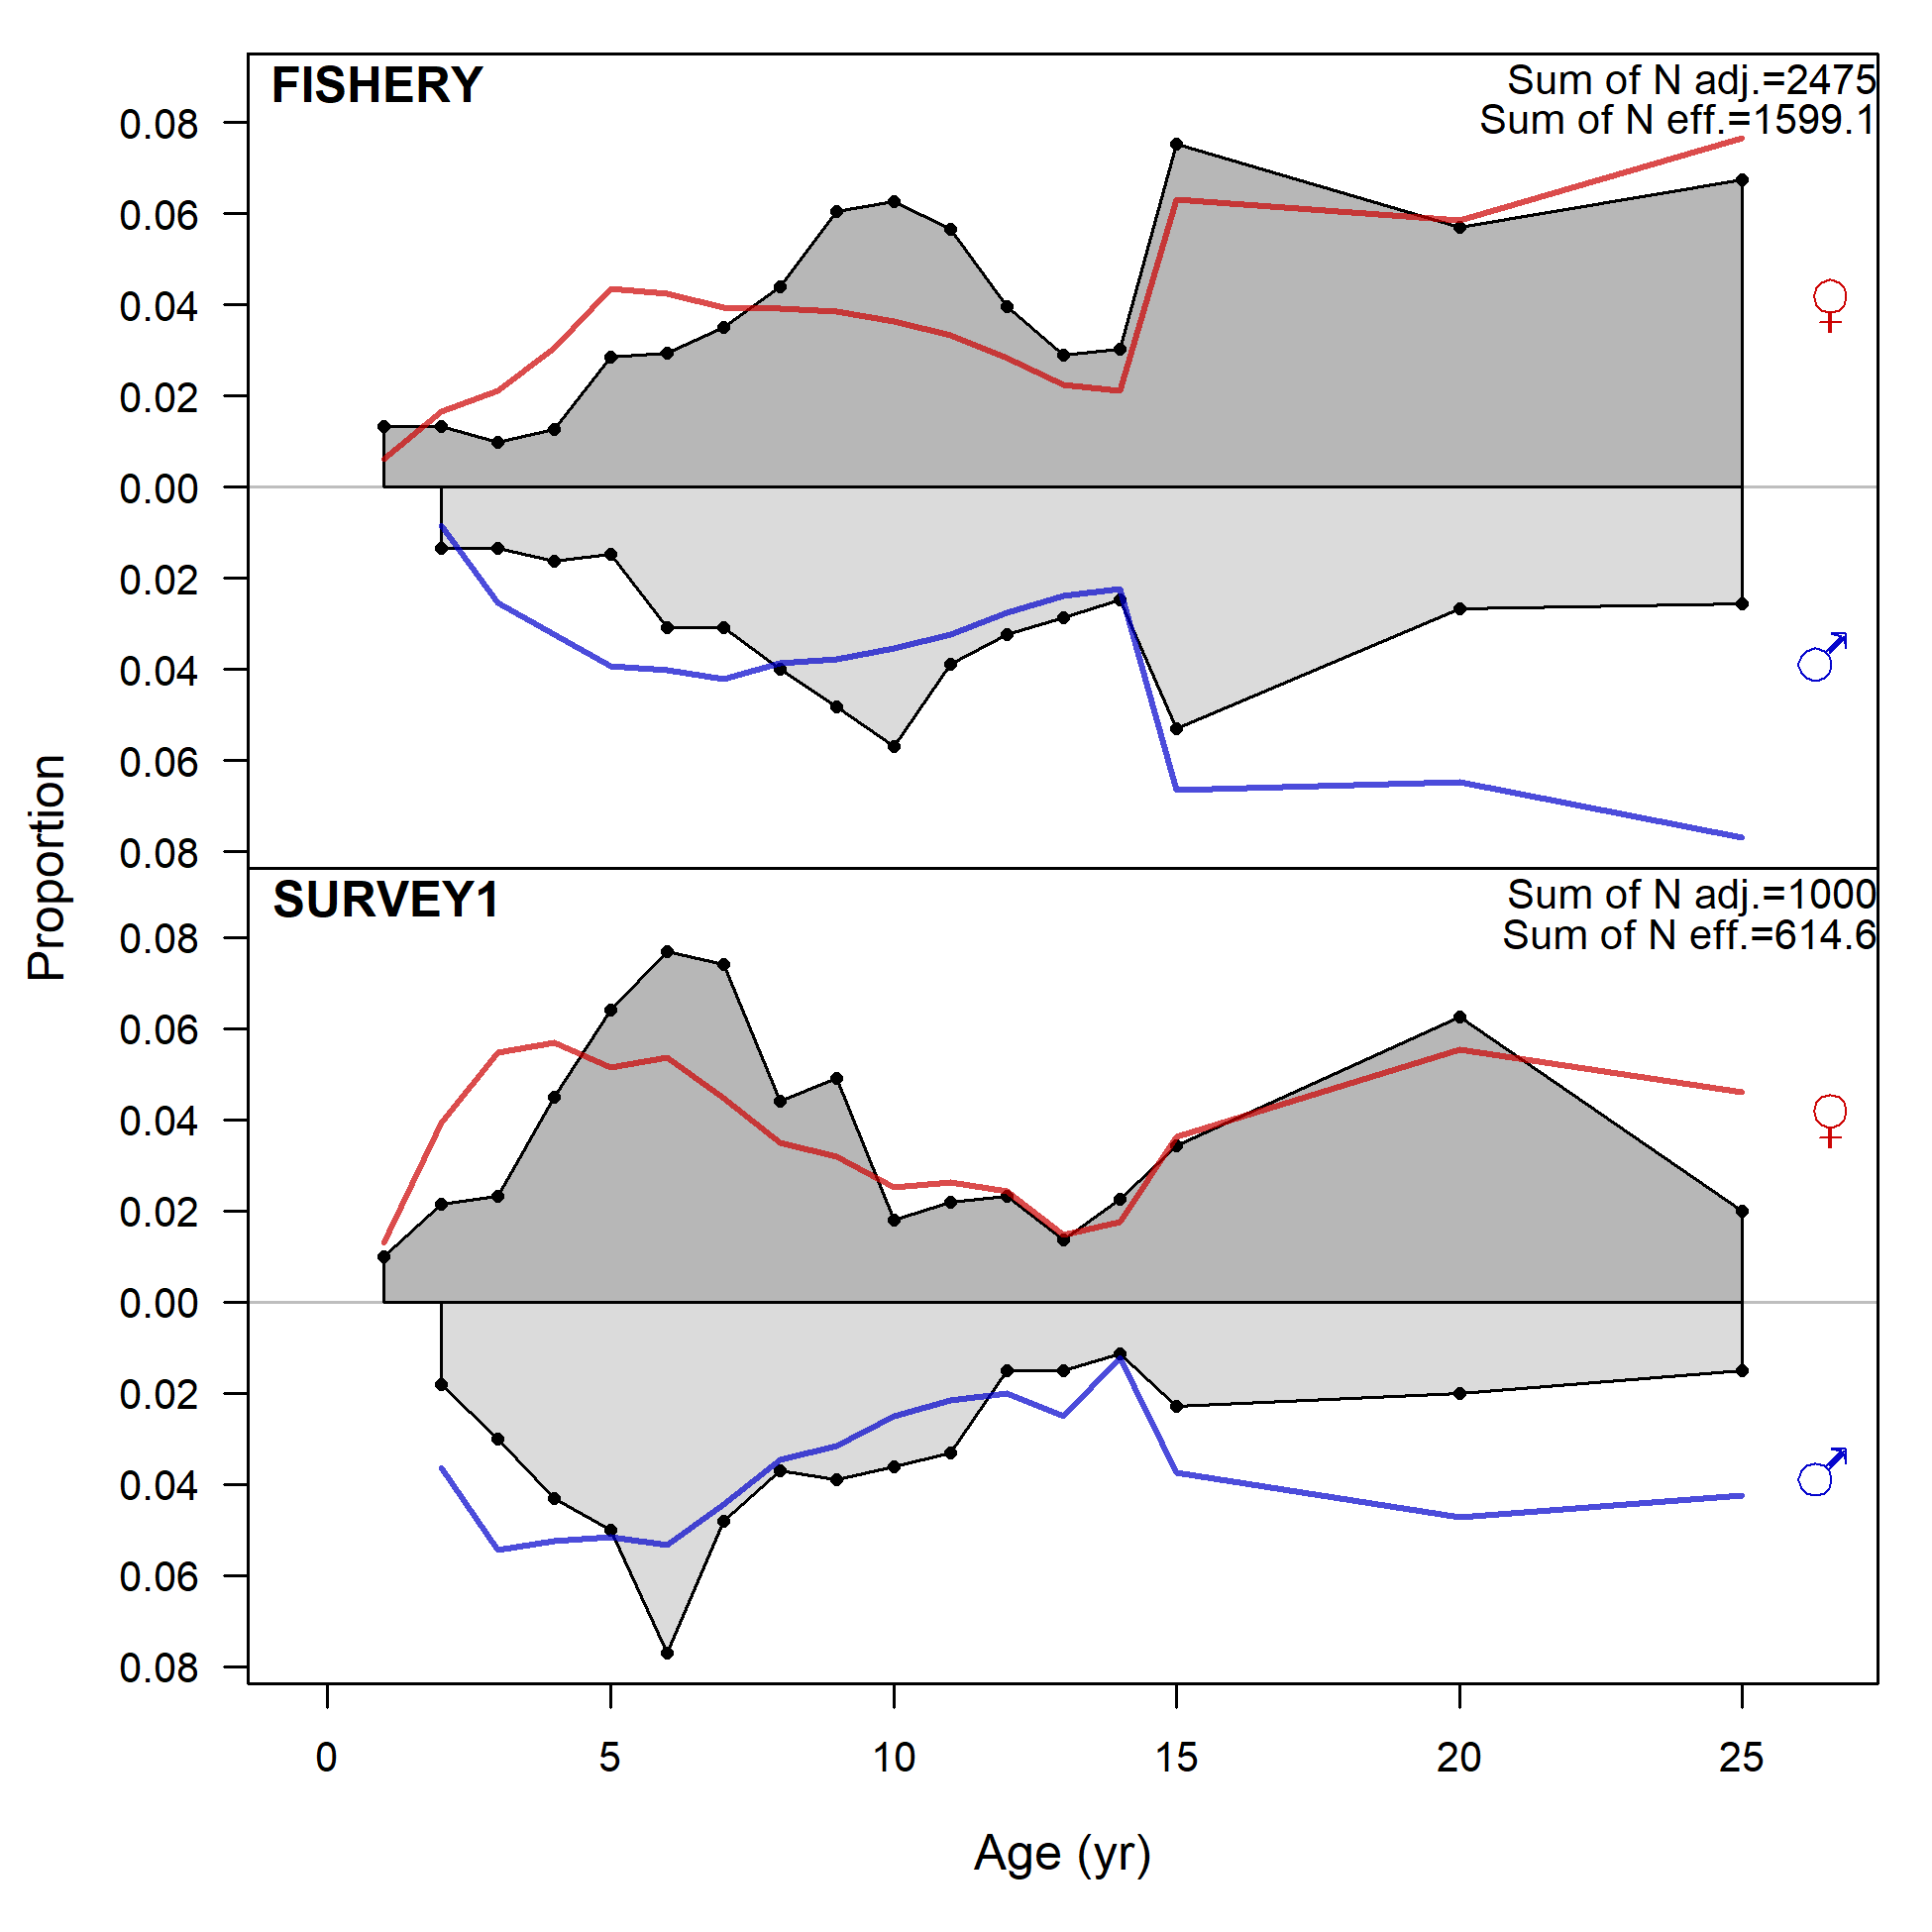 FISHERY
Sum of N adj.=2475
Sum of N eff.=1599.1
0.08
0.06
0.04
0.02
0.00
0.02
0.04
0.06
0.08
♀
♂
Proportion
SURVEY1
Sum of N adj.=1000
Sum of N eff.=614.6
0.08
0.06
0.04
0.02
0.00
0.02
0.04
0.06
0.08
♀
♂
0 5 10 15 20 25
Age (yr)